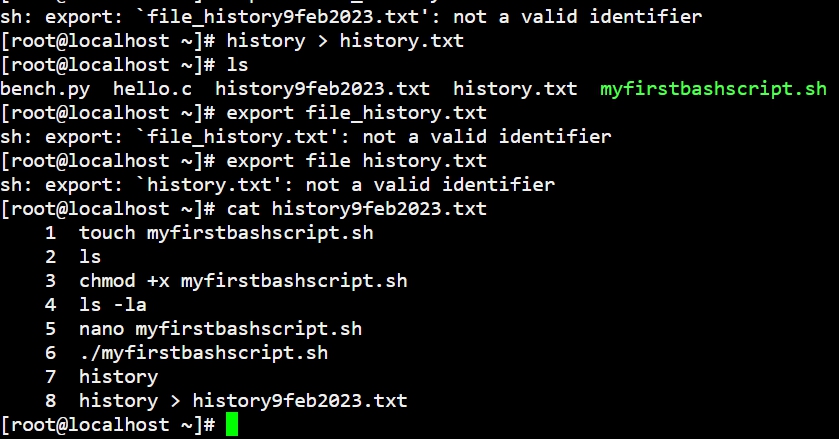 sh: export: `file_history9feb2023.txt': not a valid identifier
[root@localhost ~]# history > history.txt
[root@localhost ~]# ls
bench.py  hello.c  history9feb2023.txt  history.txt  myfirstbashscript.sh
[root@localhost ~]# export file_history.txt
sh: export: `file_history.txt': not a valid identifier
[root@localhost ~]# export file history.txt
sh: export: `history.txt': not a valid identifier
[root@localhost ~]# cat history9feb2023.txt
    1  touch myfirstbashscript.sh
    2  ls
    3  chmod +x myfirstbashscript.sh
    4  ls -la
    5  nano myfirstbashscript.sh
    6  ./myfirstbashscript.sh
    7  history
    8  history > history9feb2023.txt
[root@localhost ~]#